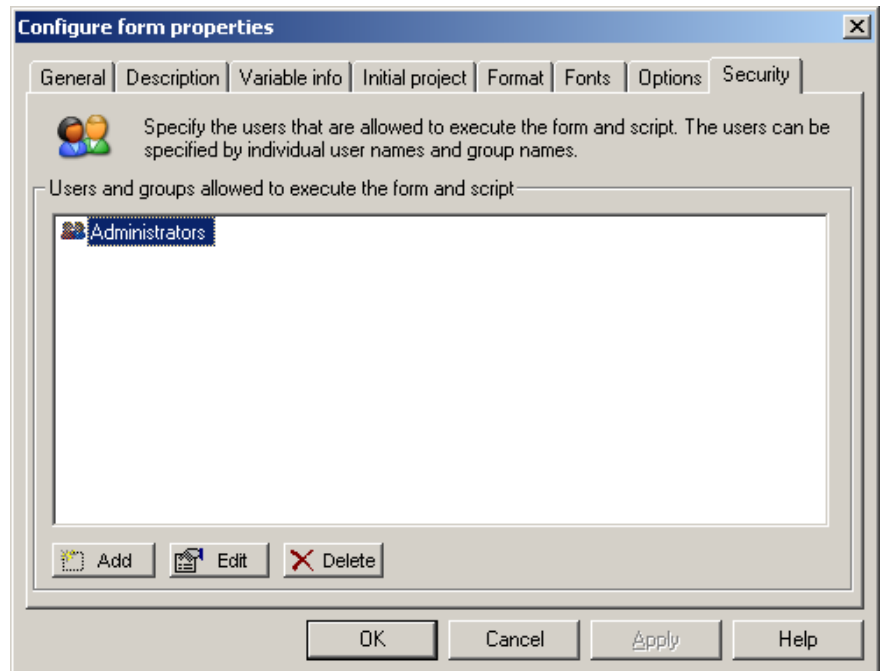 Configure form properties
General Description Variable info Initial project Format Fonts Options Security
Specify the users that are allowed to execute the form and script. The users can be
specified by individual user names and group names.
Users and groups allowed to execute the form and script
Administrators
Add Edit Delete
OK Cancel Apply Help